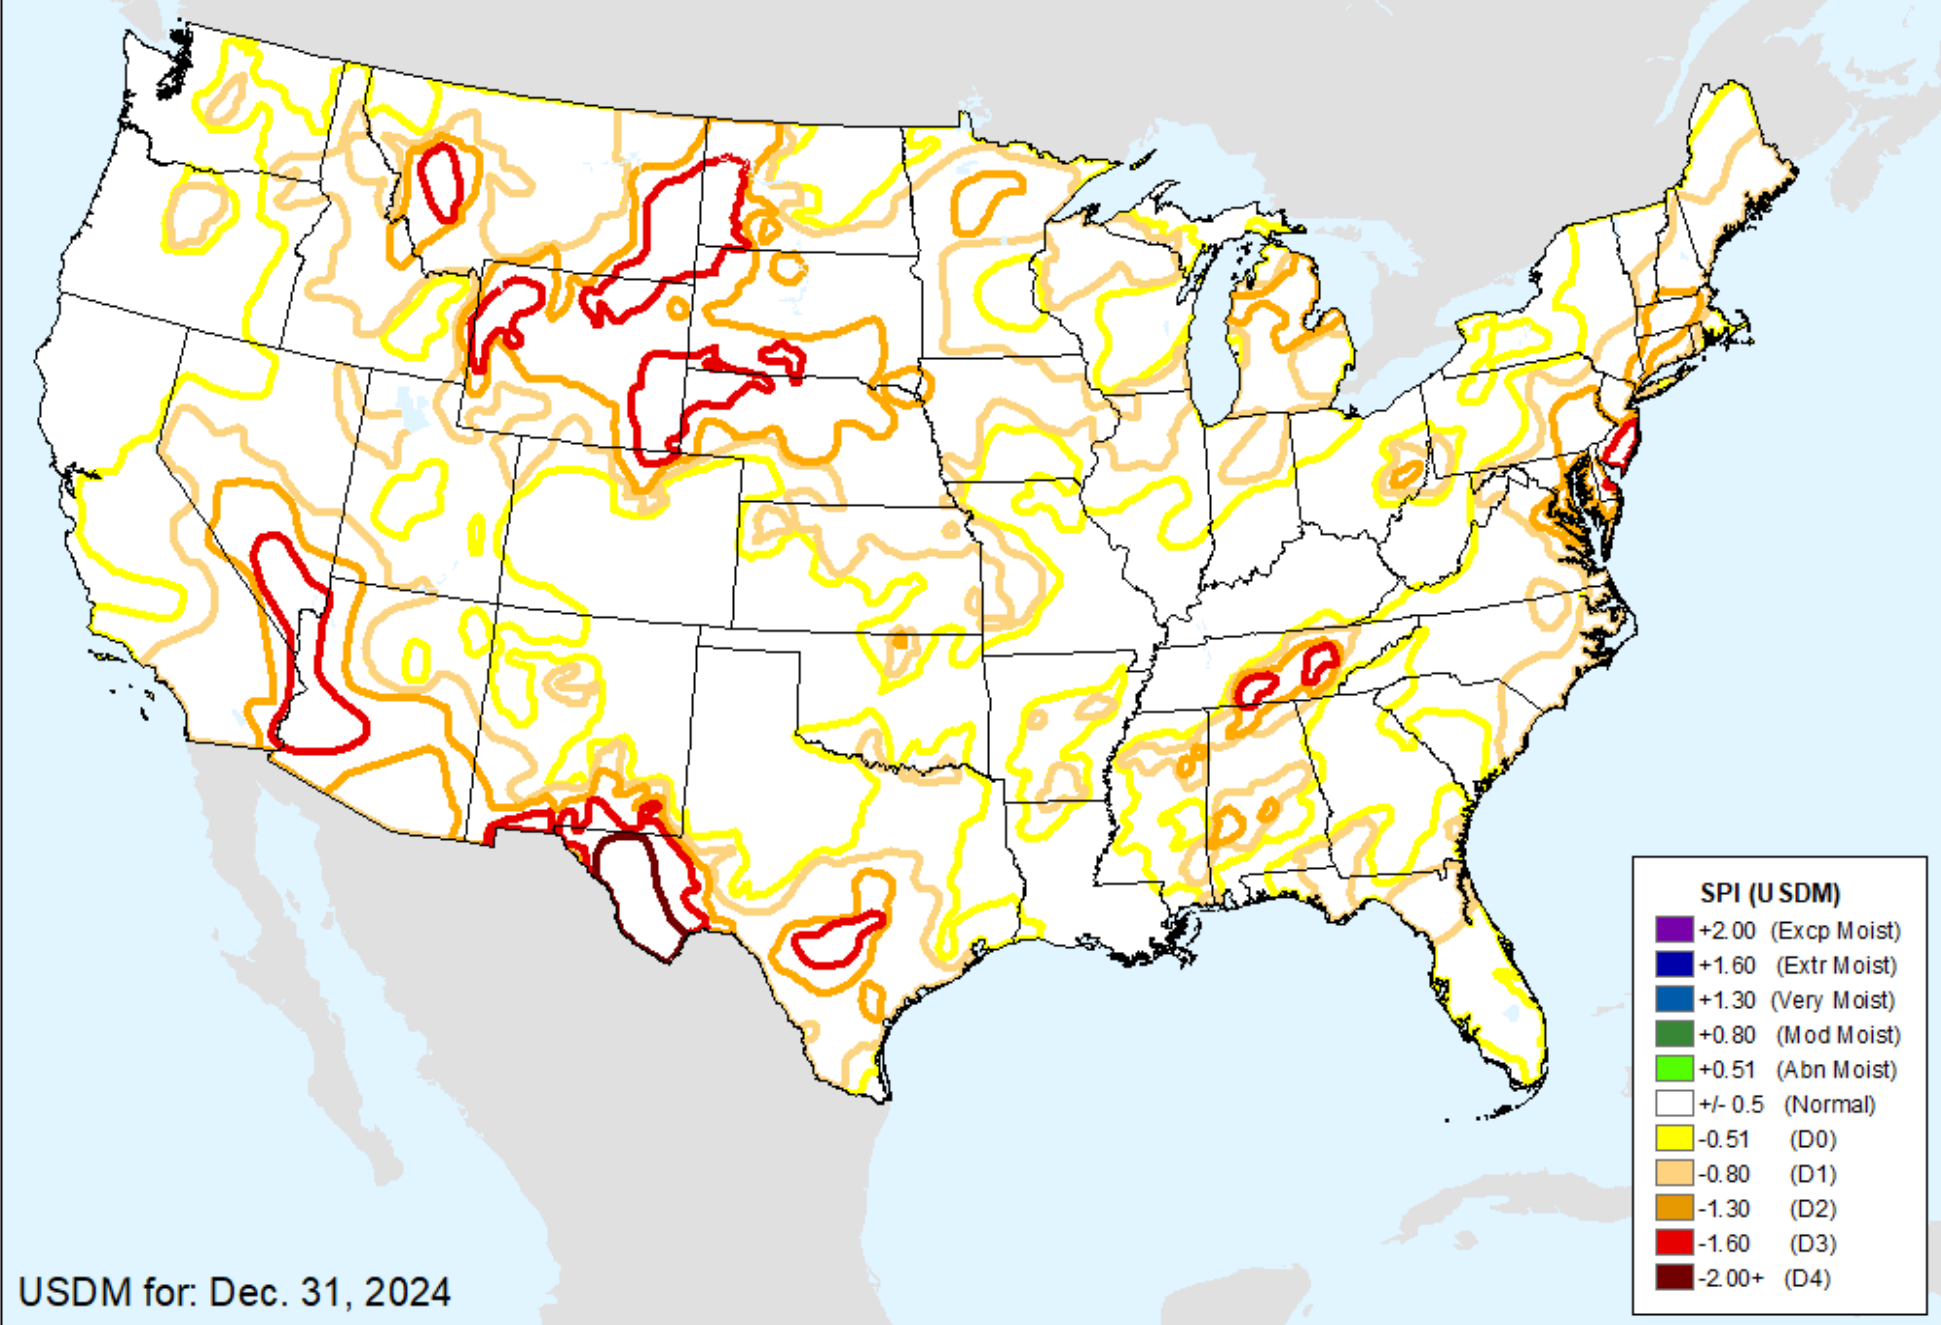 SPI (USDM)
+2.00 (Excp Moist)
+1.60 (Extr Moist)
+1.30 (Very Moist)
+0.80 (Mod Moist)
+0.51 (Abn Moist)
+/- 0.5 (Normal)
-0.51 (D0)
-0.80 (D1)
-1.30 (D2)
-1.60 (D3)
-2.00+ (D4)
USDM for: Dec. 31, 2024